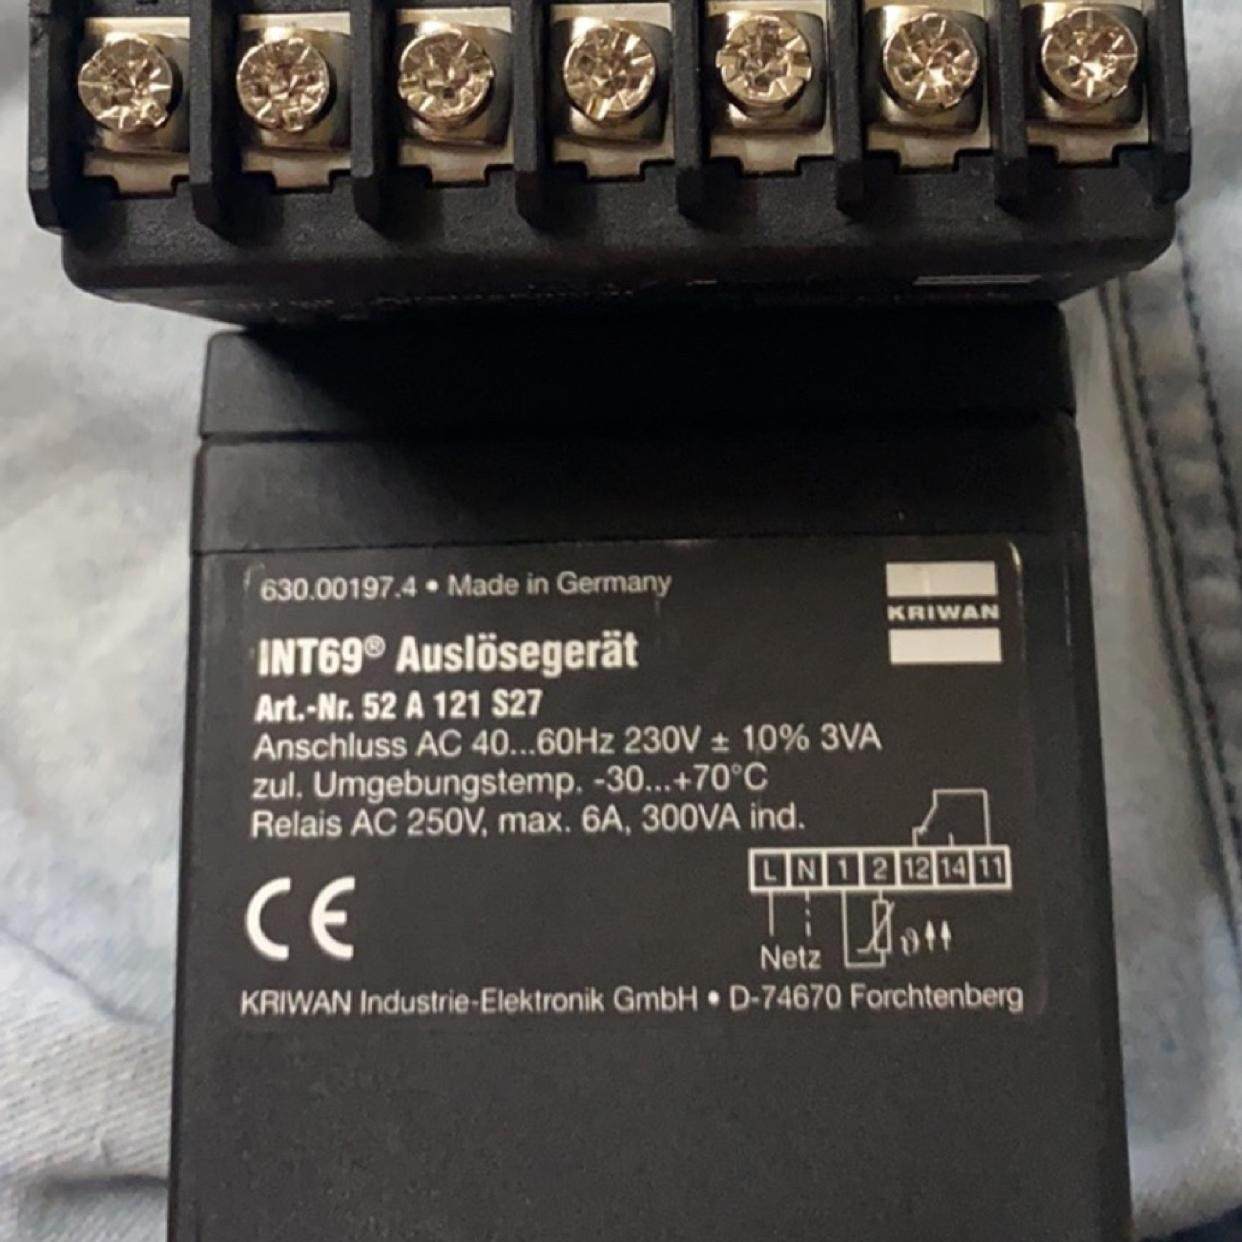 630.00197.4 • Made in Germany
KRIWAN
INT69® Auslösegerät
Art.-Nr. 52 A 121 S27
Anschluss AC 40...60Hz 230V ± 10% 3VA
zul. Umgebungstemp. -30...+70°C
Relais AC 250V, max. 6A, 300VA ind.
L N 1 2 12 14 11
CE
ϑ
Netz
KRIWAN Industrie-Elektronik GmbH • D-74670 Forchtenberg